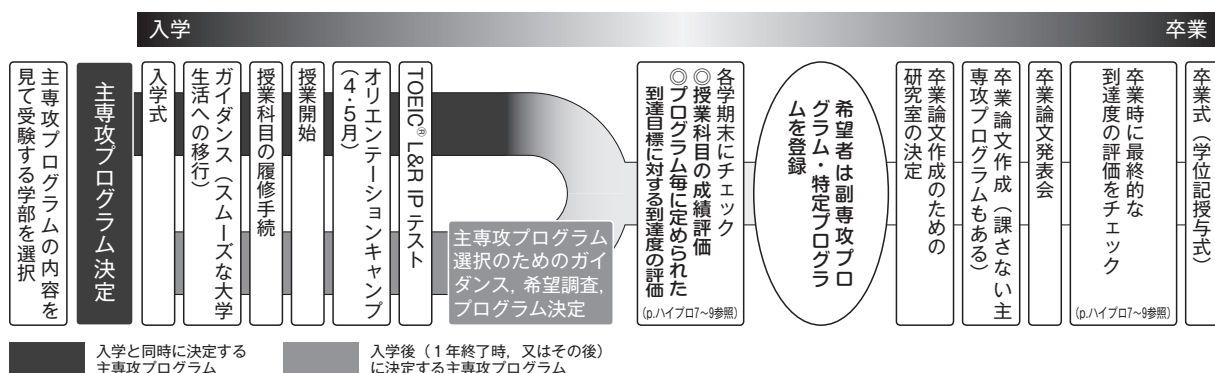 入学
卒業
主専攻プログラムの内容を
見て受験する学部を選択
主専攻プログラム決定
入学式
ガイダンス（スムーズな大学
生活への移行）
授業科目の履修手続
授業開始
オリエンテーションキャンプ
（4・5月）
TOEIC® L&R IP テスト
主専攻プログラム
選択のためのガイ
ダンス，希望調査，
プログラム決定
各学期末にチェック
◎授業科目の成績評価
◎プログラム毎に定められた
到達目標に対する到達度の評価
(p.ハイプロ7～9参照)
希望者は副専攻プロ
グラム・特定プログラ
ムを登録
卒業論文作成のための
研究室の決定
卒業論文作成（課さない主
専攻プログラムもある）
卒業論文発表会
卒業時に最終的な
到達度の評価をチェック
(p.ハイプロ7～9参照)
卒業式（学位記授与式）
入学と同時に決定する
主専攻プログラム
入学後（1年終了時，又はその後）
に決定する主専攻プログラム